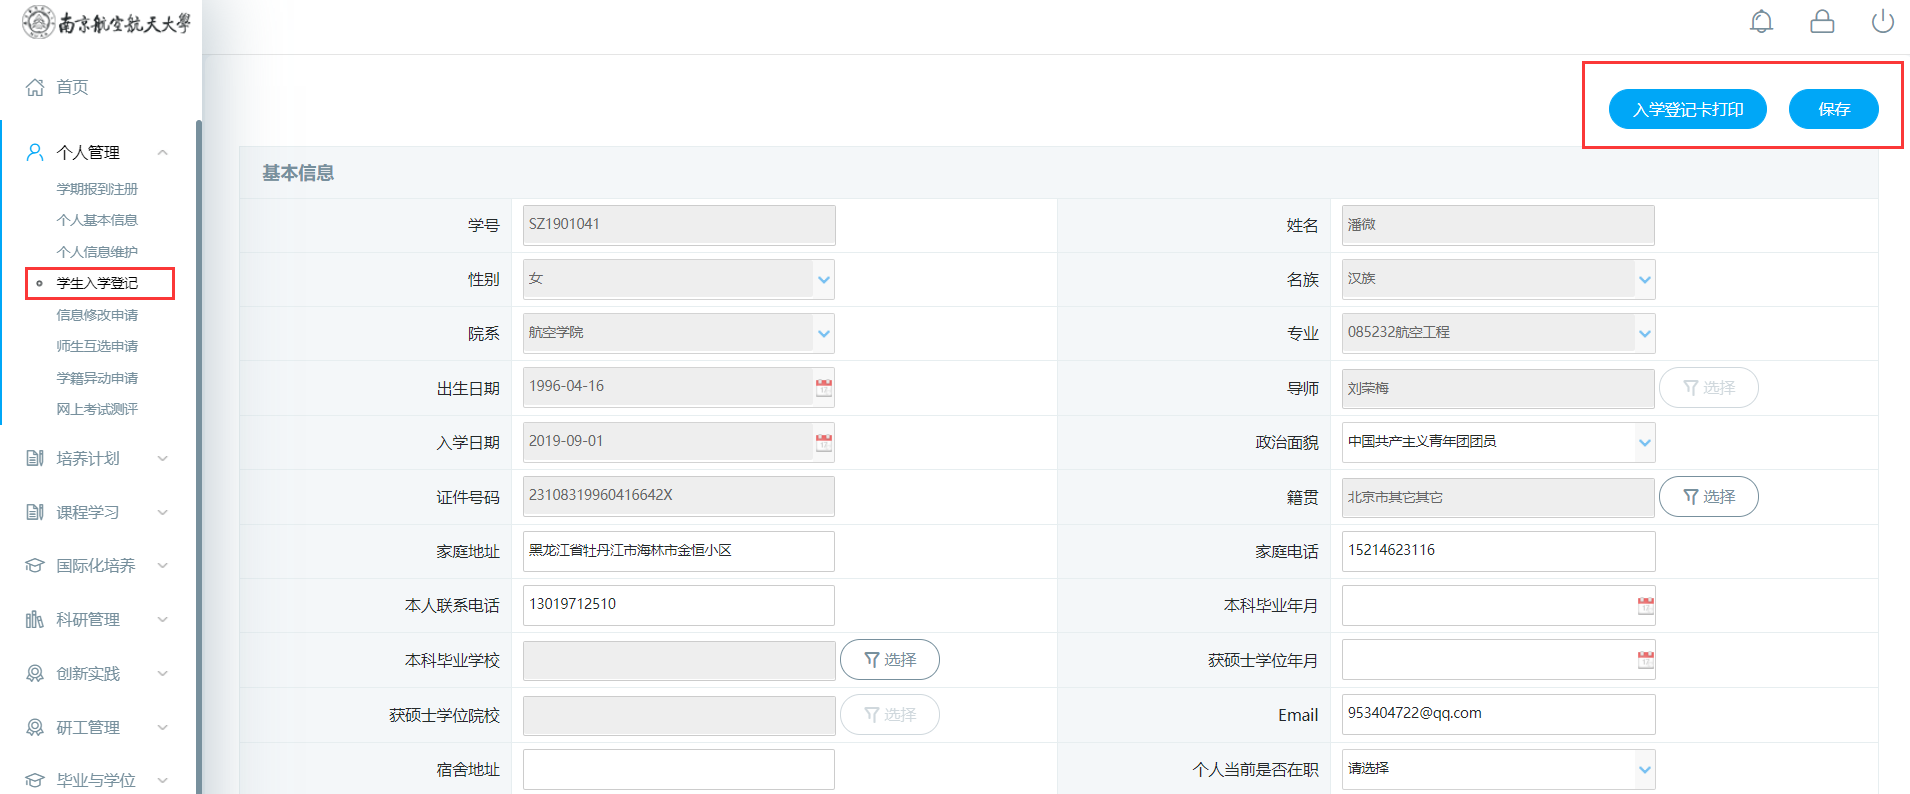 南京航空航天大學
首页
个人管理
学期报到注册
个人基本信息
个人信息维护
学生入学登记
信息修改申请
师生互选申请
学籍异动申请
网上考试测评
培养计划
课程学习
国际化培养
科研管理
创新实践
研工管理
毕业与学位
入学登记卡打印 保存
基本信息
学号 SZ1901041 姓名 潘微
性别 女 名族 汉族
院系 航空学院 专业 085232航空工程
出生日期 1996-04-16 导师 刘荣梅 选择
入学日期 2019-09-01 政治面貌 中国共产主义青年团团员
证件号码 23108319960416642X 籍贯 北京市其它其它 选择
家庭地址 黑龙江省牡丹江市海林市金恒小区 家庭电话 15214623116
本人联系电话 13019712510 本科毕业年月
本科毕业学校 选择 获硕士学位年月
获硕士学位院校 选择 Email 953404722@qq.com
宿舍地址 个人当前是否在职 请选择